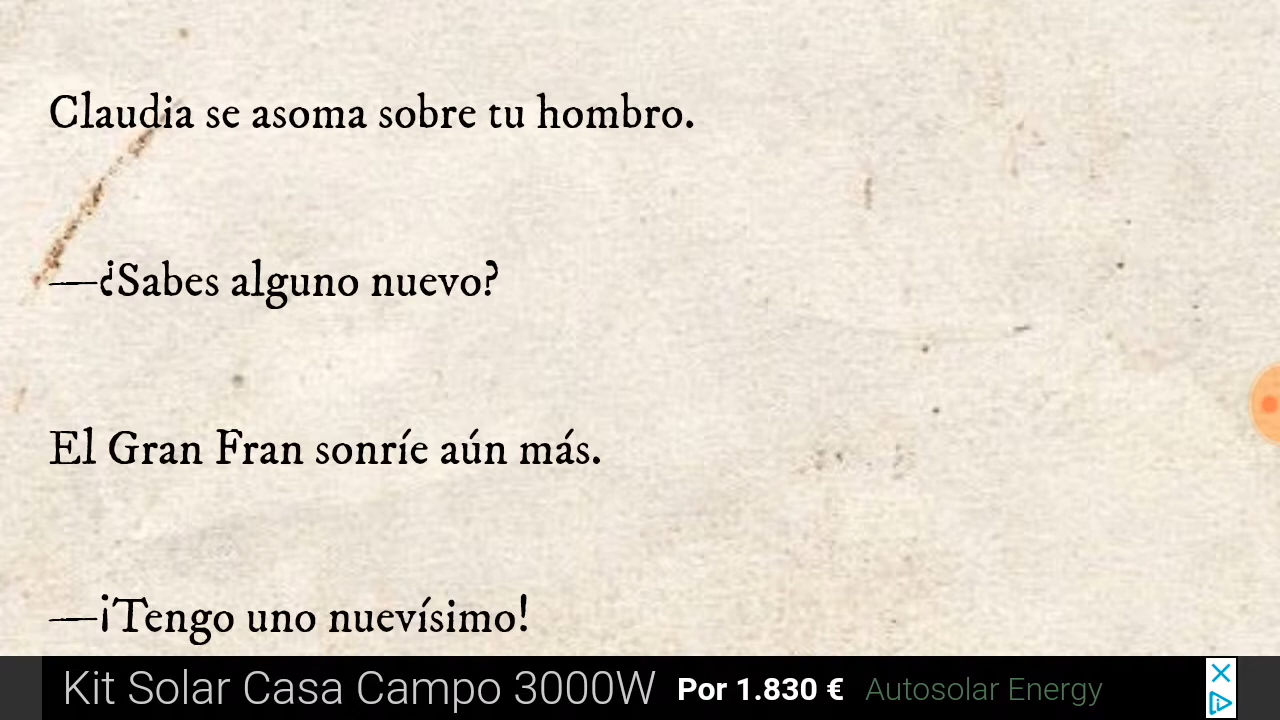 Claudia se asoma sobre tu hombro.
—¿Sabes alguno nuevo?
El Gran Fran sonríe aún más.
—¡Tengo uno nuevísimo!
Kit Solar Casa Campo 3000W Por 1.830 € Autosolar Energy